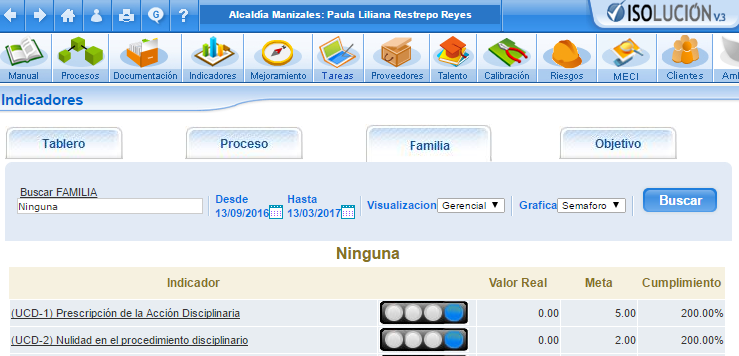 Alcaldía Manizales: Paula Liliana Restrepo Reyes
ISOLUCIÓN V.3
G ?
Manual Procesos Documentación Indicadores Mejoramiento Tareas Proveedores Talento Calibración Riesgos MECI Clientes
Indicadores
Tablero Proceso Familia Objetivo
Buscar FAMILIA
Ninguna
Desde Hasta
13/09/2016 13/03/2017
Visualizacion Gerencial Grafica Semaforo Buscar
Ninguna
Indicador Valor Real Meta Cumplimiento
(UCD-1) Prescripción de la Acción Disciplinaria 0.00 5.00 200.00%
(UCD-2) Nulidad en el procedimiento disciplinario 0.00 2.00 200.00%